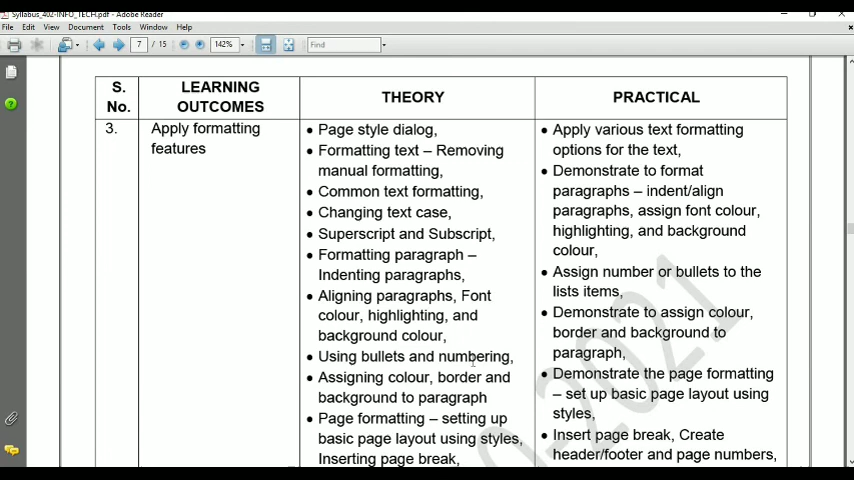 Syllabus_402-INFO_TECH.pdf - Adobe Reader
File Edit View Document Tools Window Help
7 / 15 142% Find
S. No.
LEARNING OUTCOMES
THEORY
PRACTICAL
3.
Apply formatting
features
• Page style dialog,
• Formatting text – Removing
manual formatting,
• Common text formatting,
• Changing text case,
• Superscript and Subscript,
• Formatting paragraph –
Indenting paragraphs,
• Aligning paragraphs, Font
colour, highlighting, and
background colour,
• Using bullets and numbering,
• Assigning colour, border and
background to paragraph
• Page formatting – setting up
basic page layout using styles,
Inserting page break,
• Apply various text formatting
options for the text,
• Demonstrate to format
paragraphs – indent/align
paragraphs, assign font colour,
highlighting, and background
colour,
• Assign number or bullets to the
lists items,
• Demonstrate to assign colour,
border and background to
paragraph,
• Demonstrate the page formatting
– set up basic page layout using
styles,
• Insert page break, Create
header/footer and page numbers,
0-2021